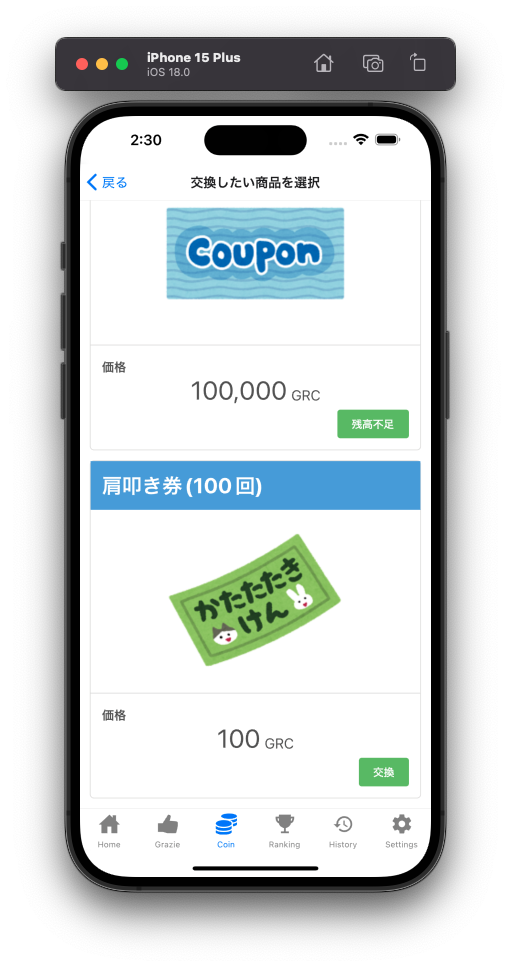 iPhone 15 Plus
iOS 18.0
2:30
戻る
交換したい商品を選択
Coupon
価格
100,000 GRC
残高不足
肩叩き券 (100 回)
かたたたき
けん
価格
100 GRC
交換
Home
Grazie
Coin
Ranking
History
Settings